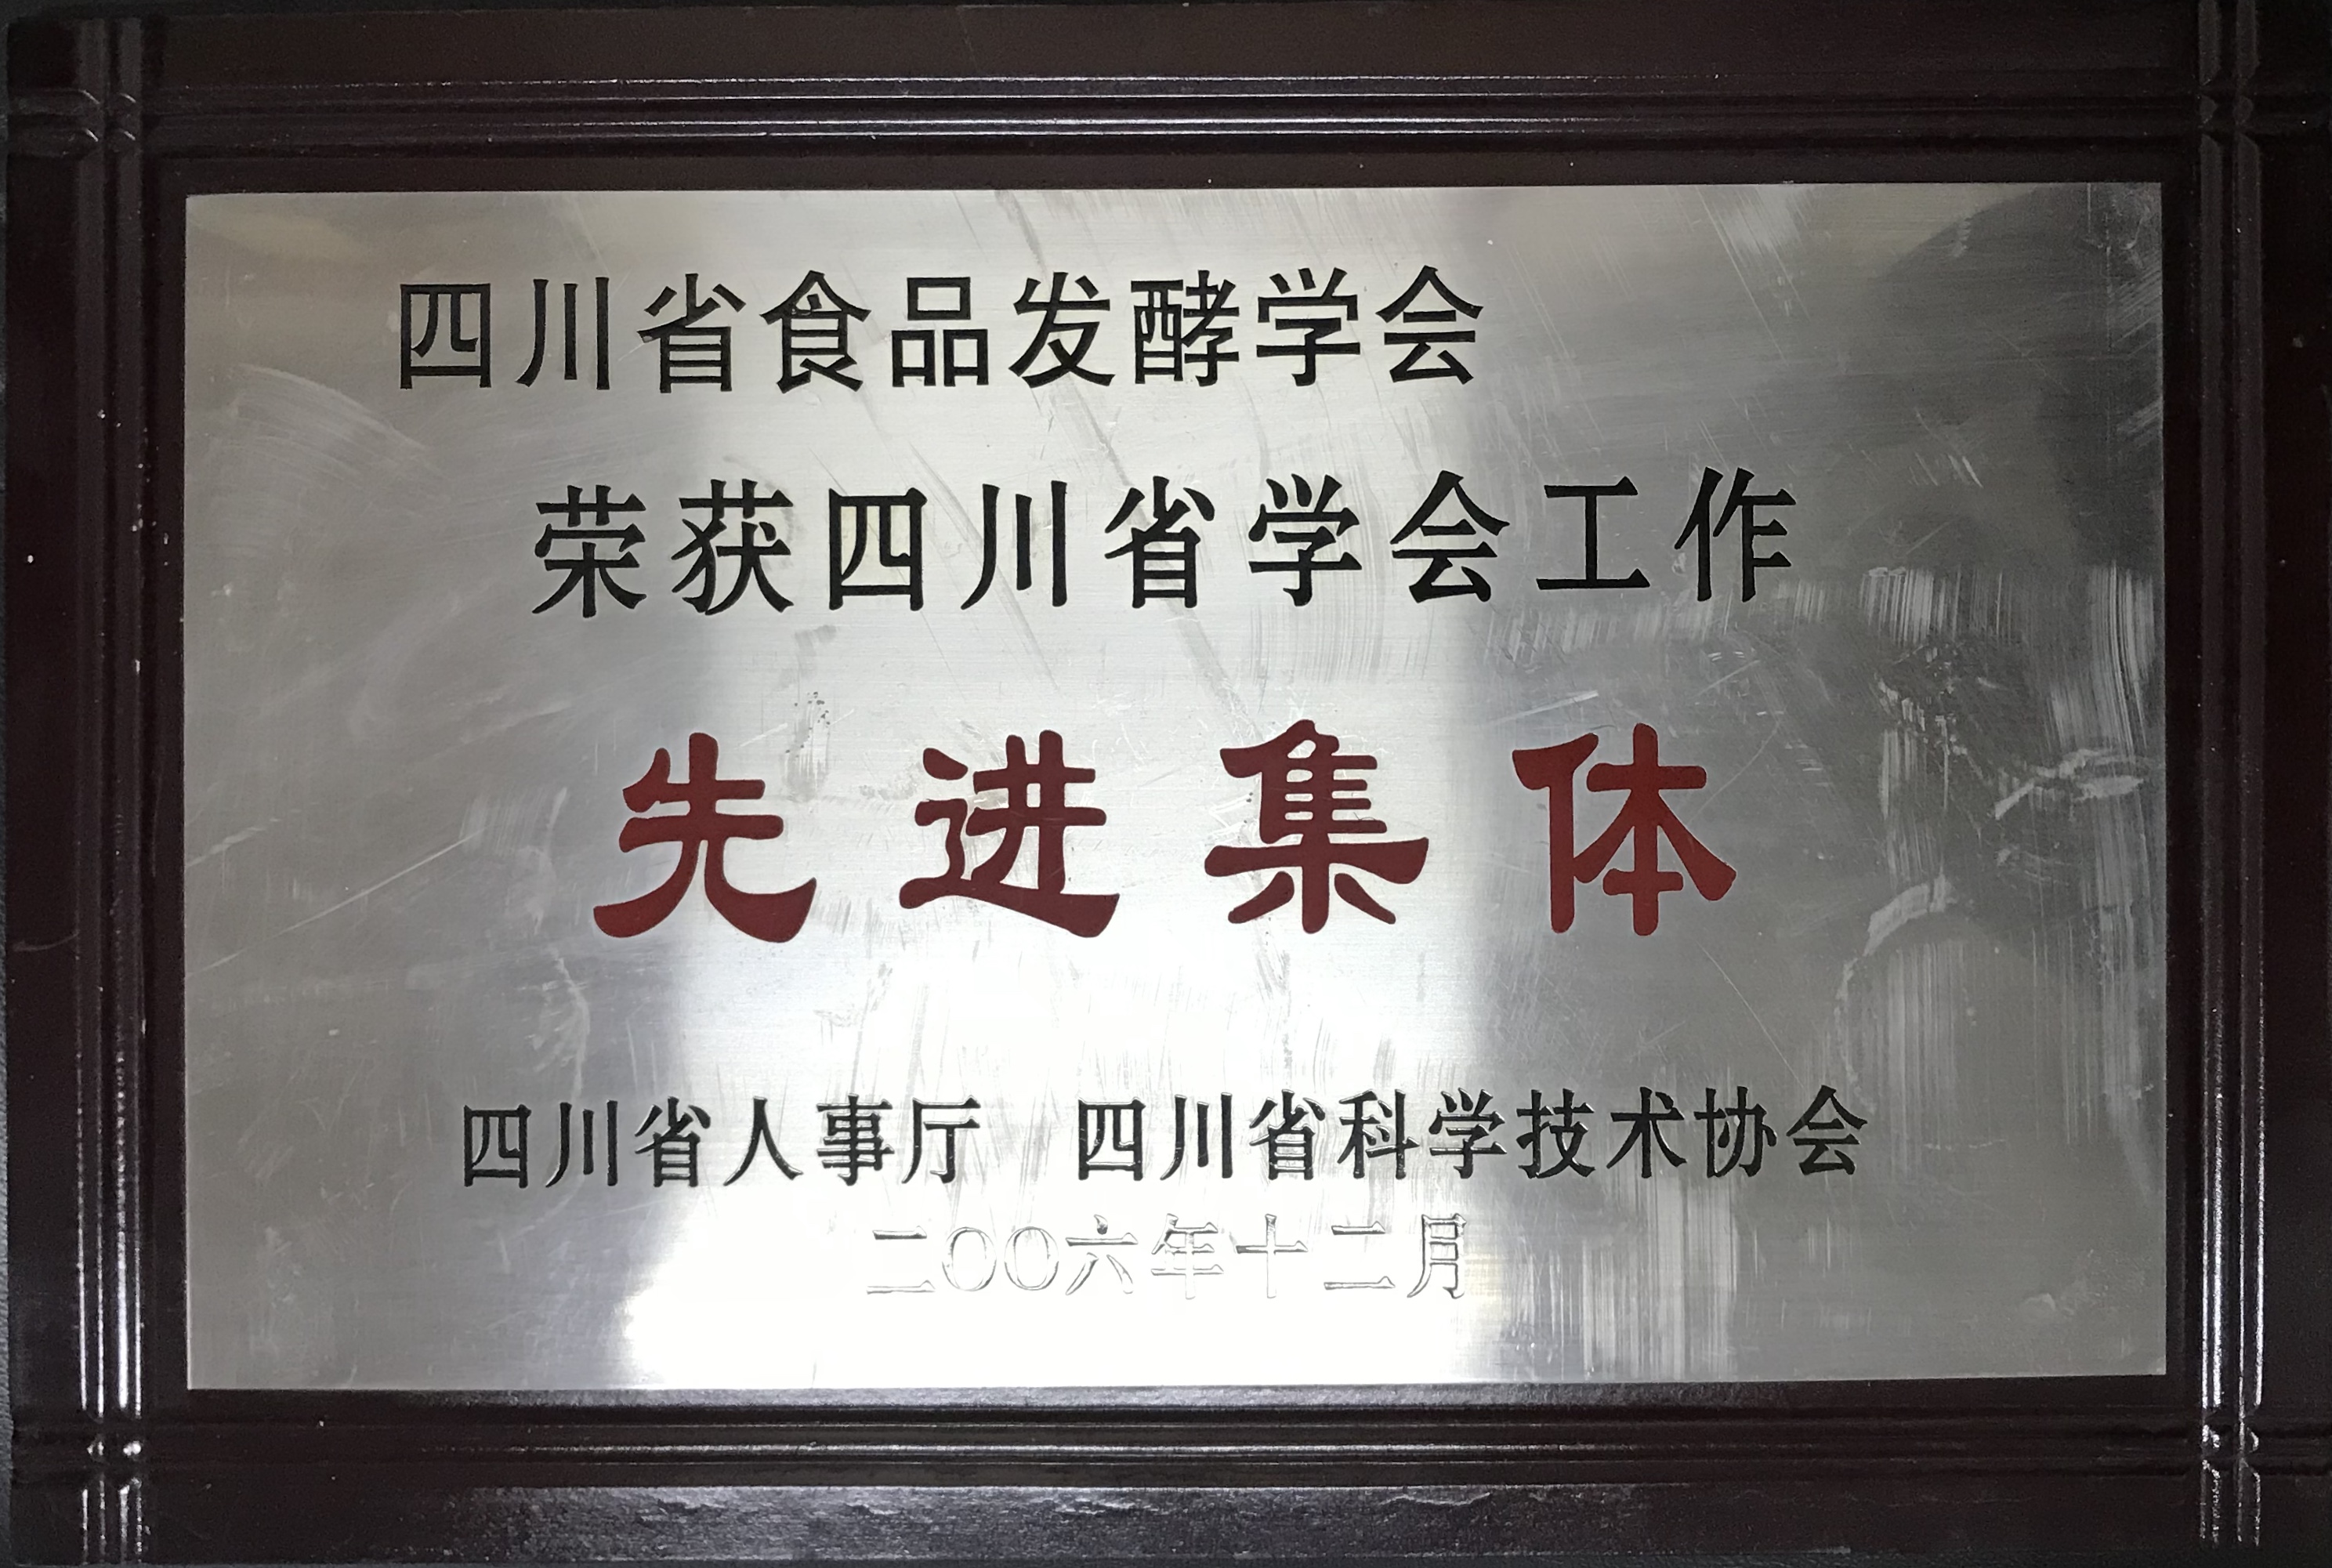 四川省食品发酵学会
荣获四川省学会工作
先进集体
四川省人事厅 四川省科学技术协会
二〇〇六年十二月